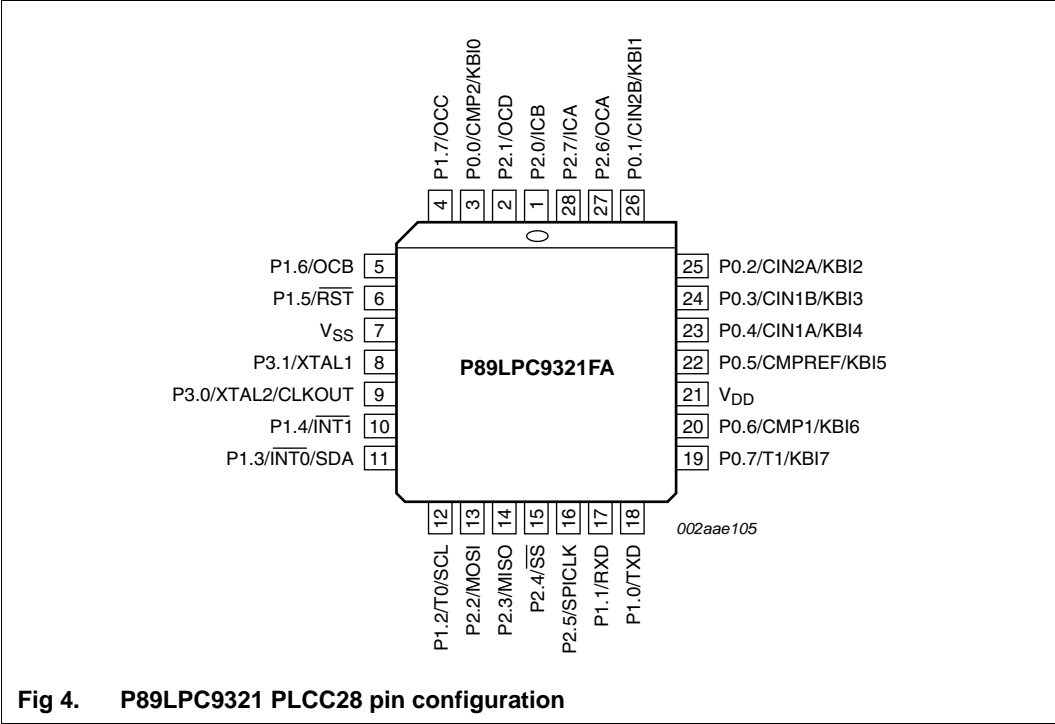 P1.7/OCC
P0.0/CMP2/KBI0
P2.1/OCD
P2.0/ICB
P2.7/ICA
P2.6/OCA
P0.1/CIN2B/KBI1
4
3
2
1
28
27
26
P1.6/OCB 5
P1.5/R̅S̅T̅ 6
VSS 7
P3.1/XTAL1 8
P3.0/XTAL2/CLKOUT 9
P1.4/I̅N̅T̅1̅ 10
P1.3/I̅N̅T̅0̅/SDA 11
P89LPC9321FA
25 P0.2/CIN2A/KBI2
24 P0.3/CIN1B/KBI3
23 P0.4/CIN1A/KBI4
22 P0.5/CMPREF/KBI5
21 VDD
20 P0.6/CMP1/KBI6
19 P0.7/T1/KBI7
12
13
14
15
16
17
18
P1.2/T0/SCL
P2.2/MOSI
P2.3/MISO
P2.4/S̅S̅
P2.5/SPICLK
P1.1/RXD
P1.0/TXD
002aae105
Fig 4. P89LPC9321 PLCC28 pin configuration